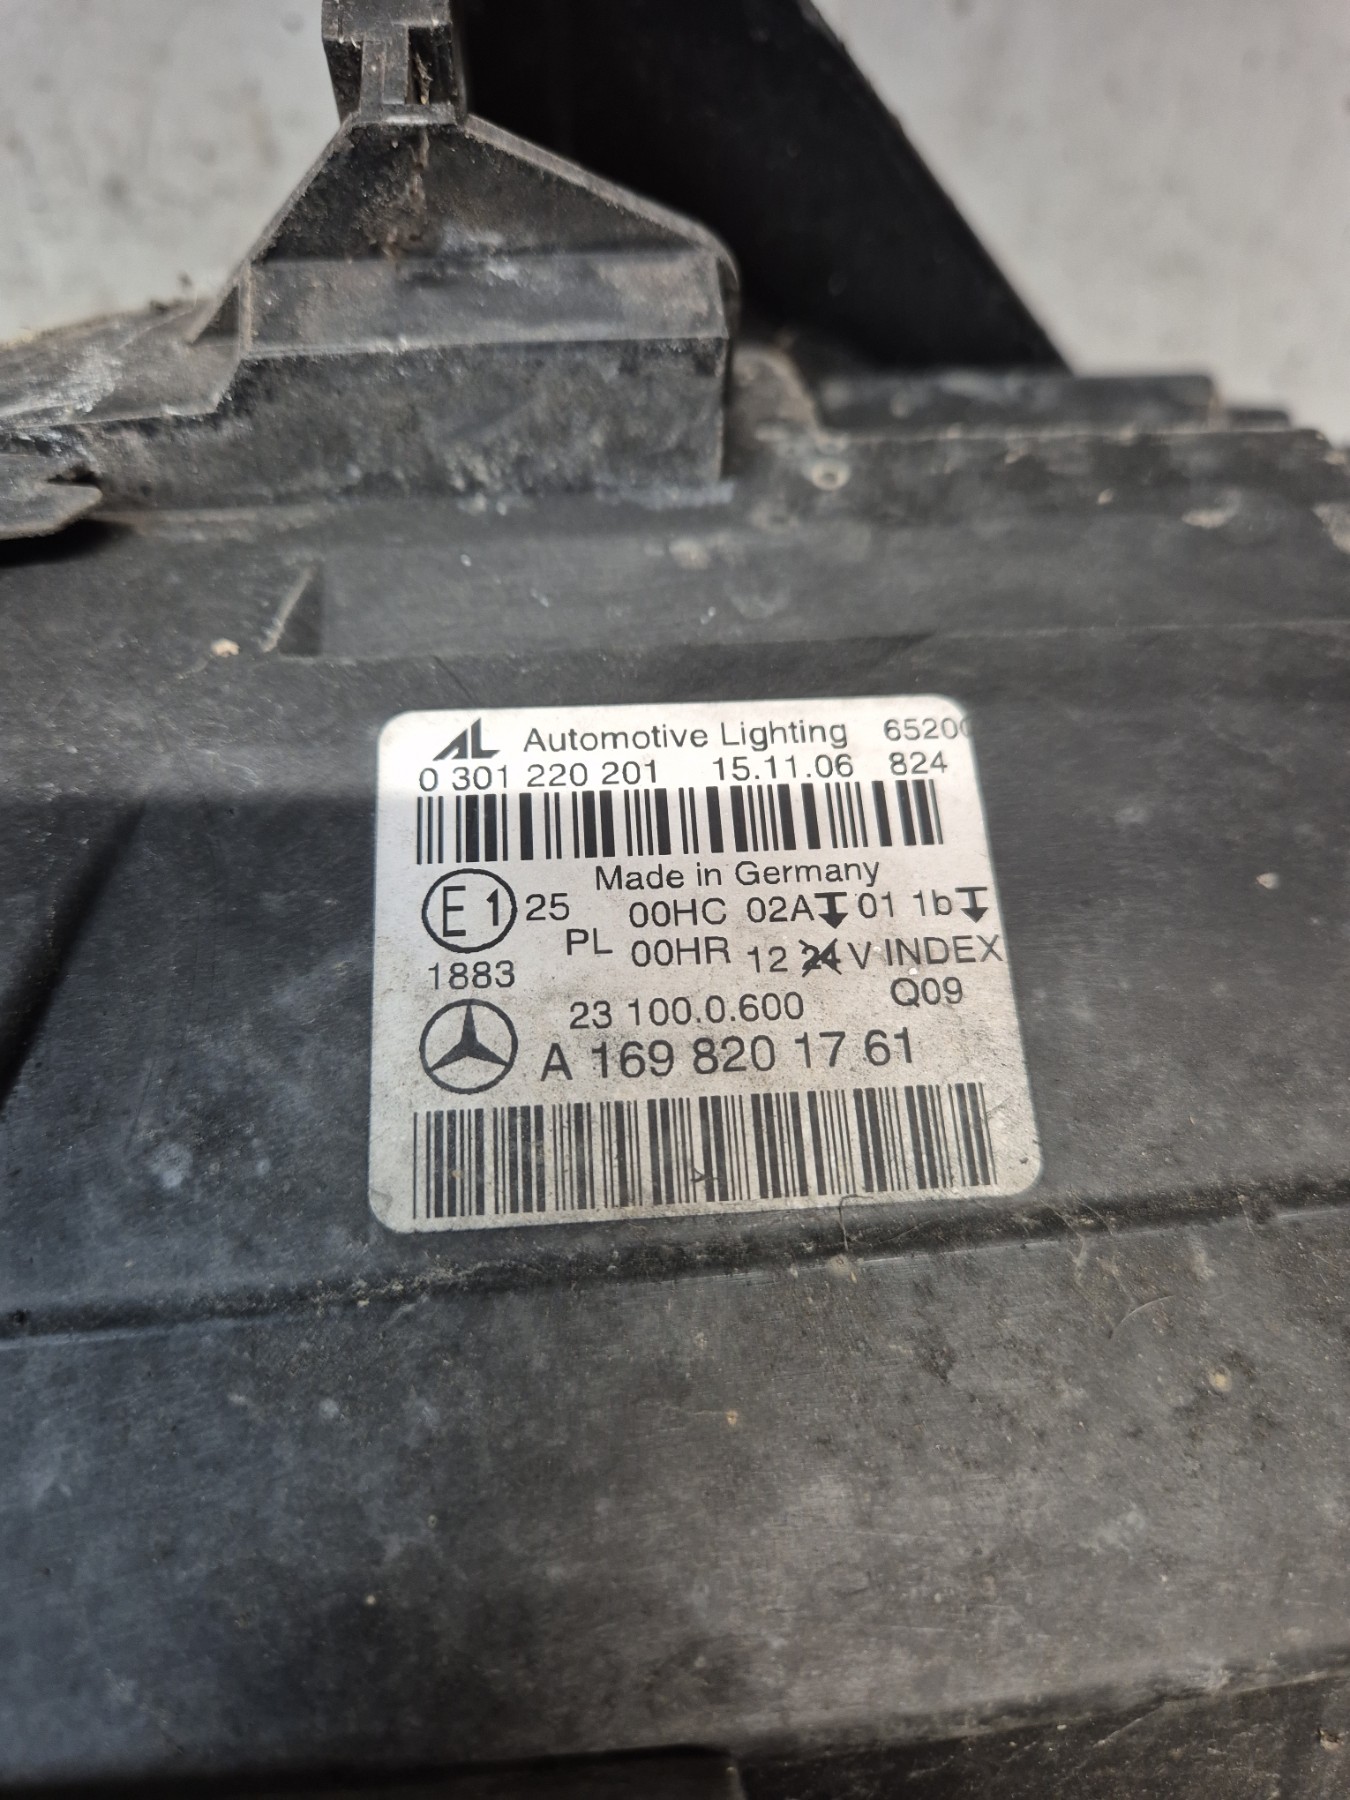 AL Automotive Lighting 6520
0 301 220 201 15.11.06 824
Made in Germany
E1 25 00HC 02A 01 1b
PL 00HR 12 24 V INDEX
1883 Q09
23 100.0.600
A 169 820 17 61